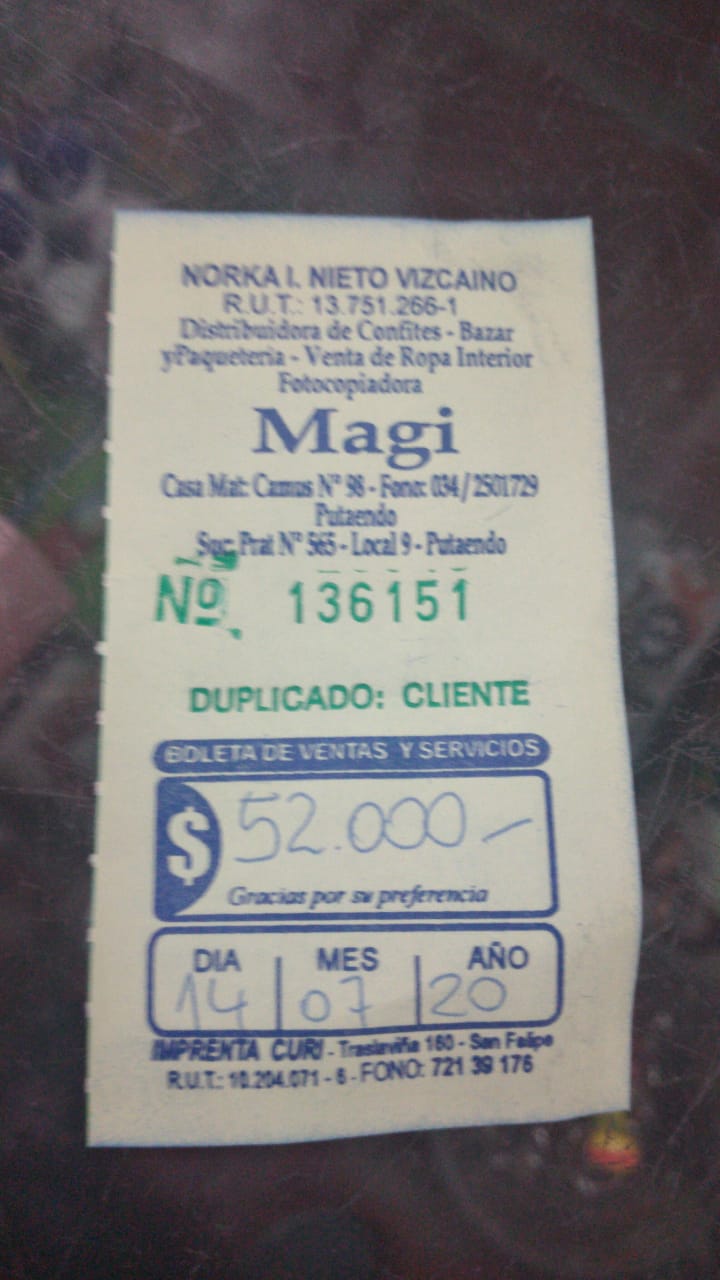 NORKA I. NIETO VIZCAINO
R.U.T.: 13.751.266-1
Distribuidora de Confites - Bazar
yPaqueteria - Venta de Ropa Interior
Fotocopiadora
Magi
Casa Mat: Camus N° 98 - Fono: 034 / 2501729
Putaendo
Suc. Prat N° 565 - Local 9 - Putaendo
Nº 136151
DUPLICADO: CLIENTE
BOLETA DE VENTAS Y SERVICIOS
$ 52.000 -
Gracias por su preferencia
DIA MES AÑO
14 07 20
IMPRENTA CURI - Traslaviña 160 - San Felipe
R.U.T.: 10.204.071 - 6 - FONO: 721 39 176